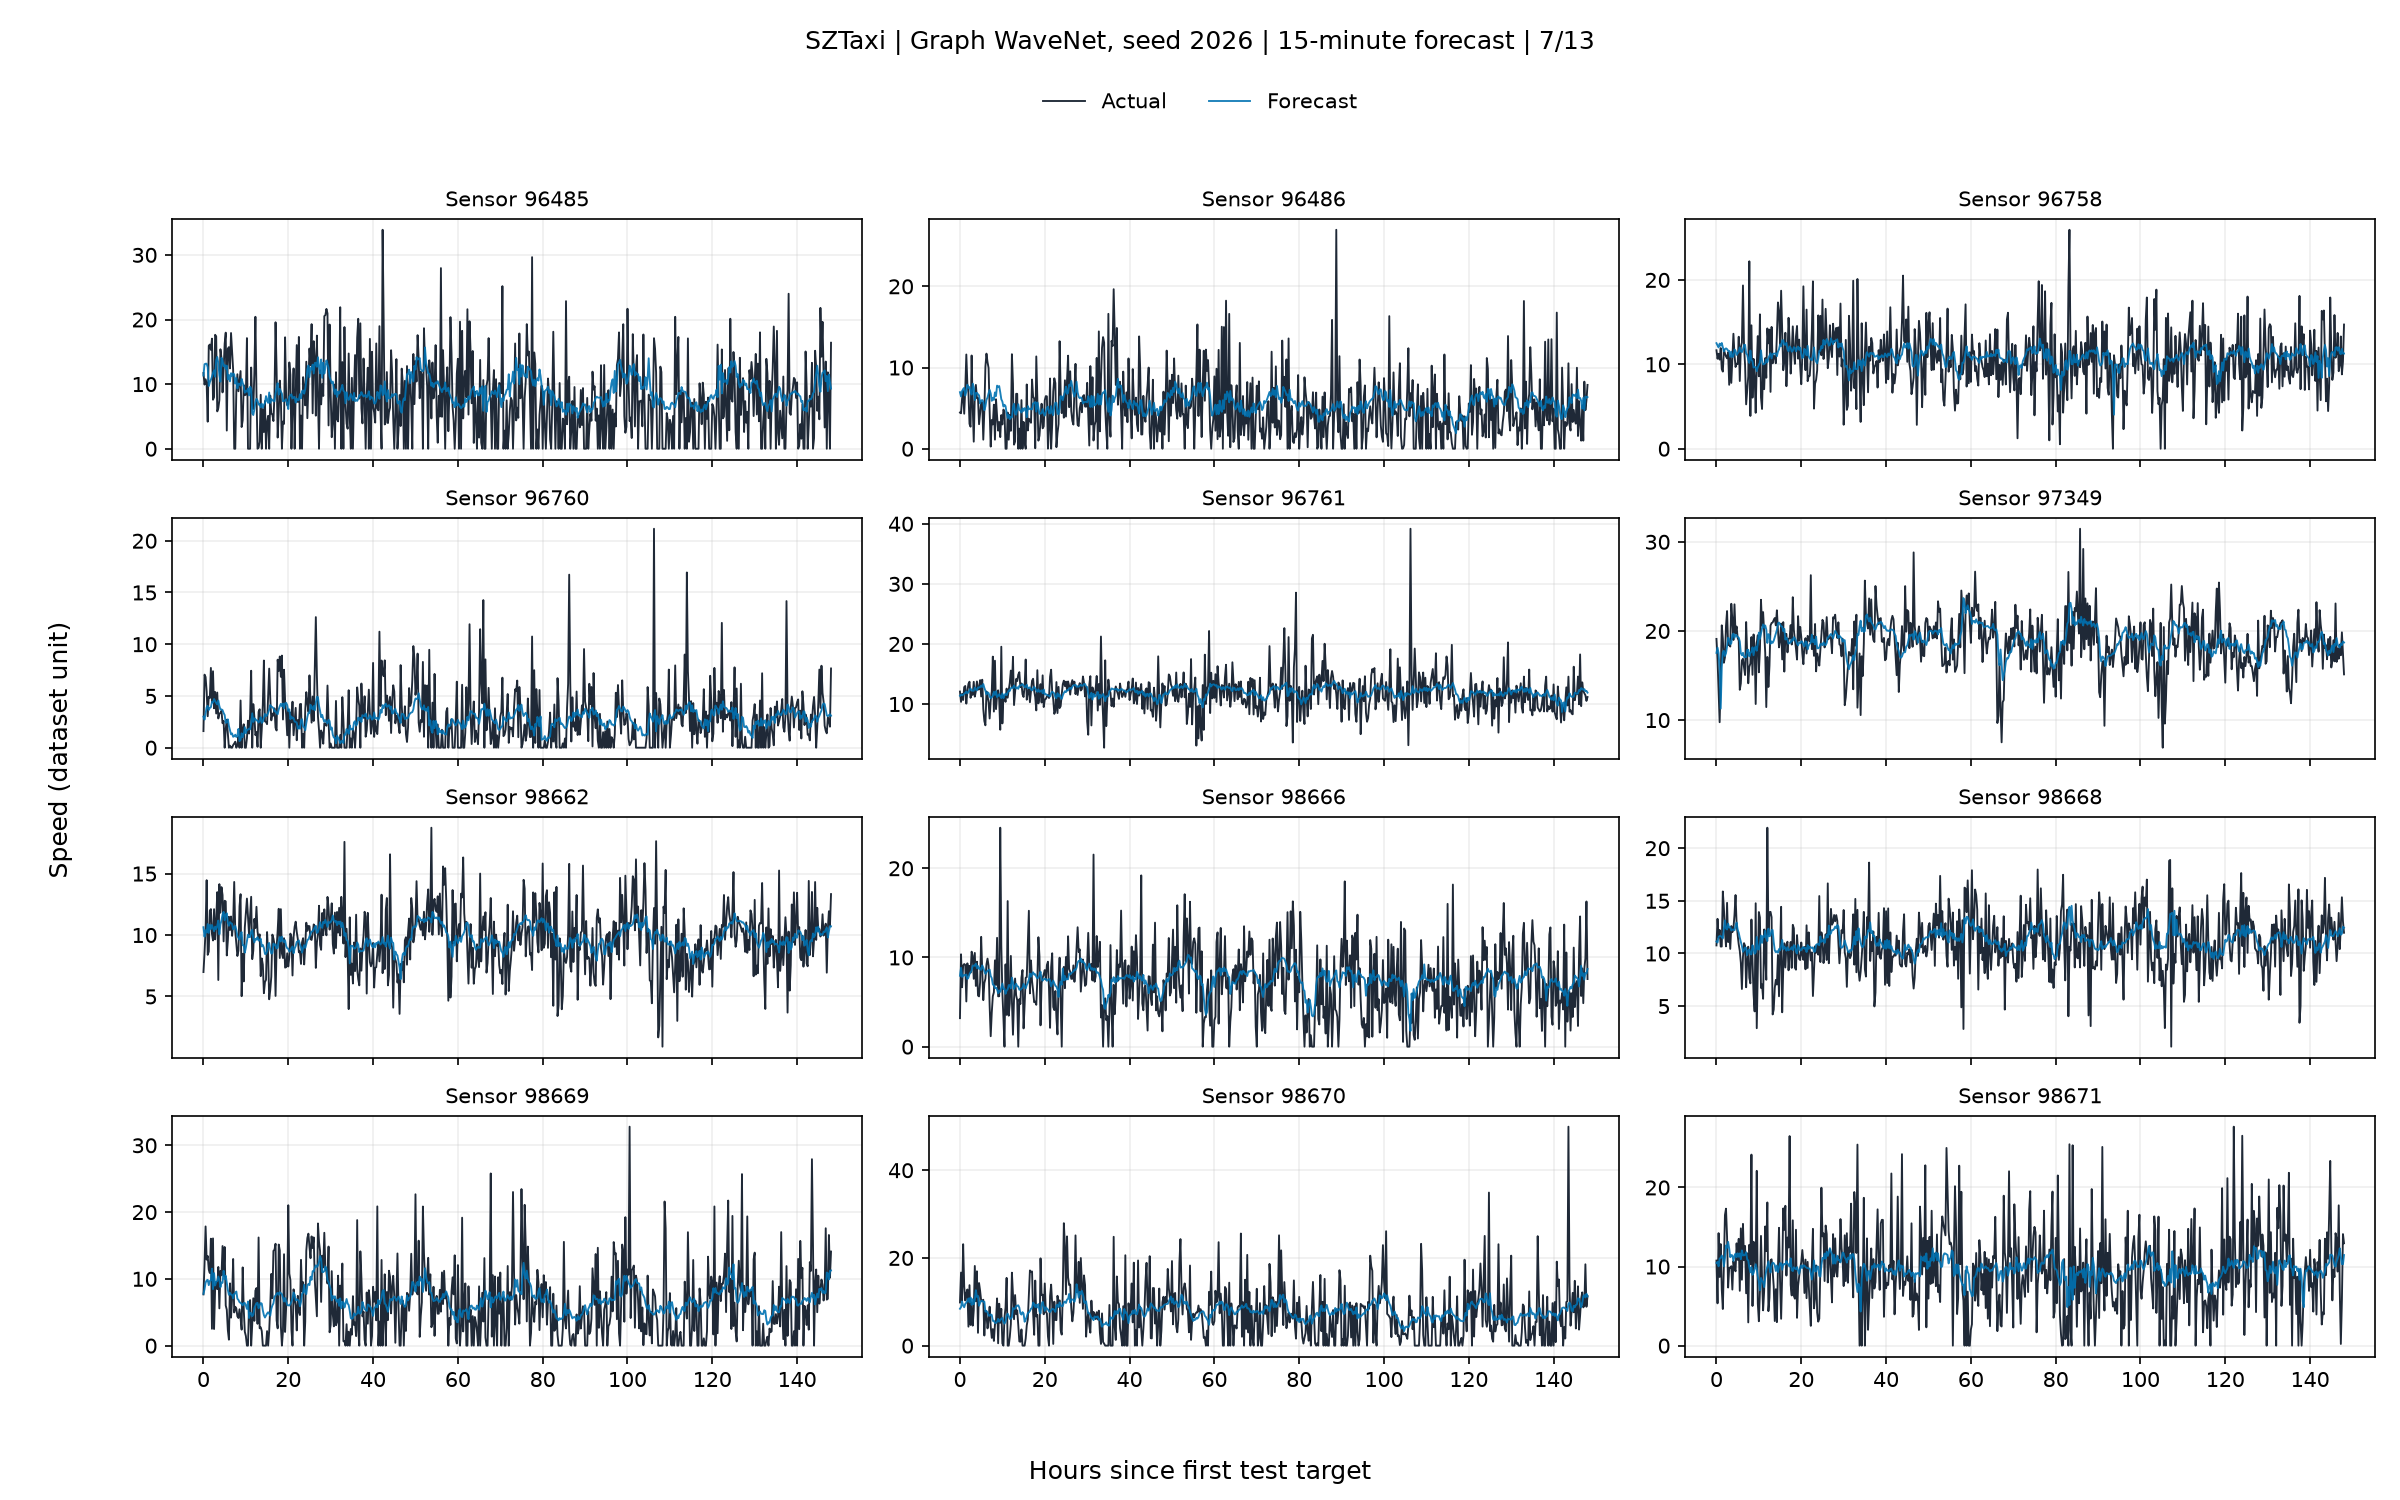 SZTaxi | Graph WaveNet, seed 2026 | 15-minute forecast | 7/13
Actual Forecast
Speed (dataset unit)
Sensor 96485
30
20
10
0
Sensor 96486
20
10
0
Sensor 96758
20
10
0
Sensor 96760
20
15
10
5
0
Sensor 96761
40
30
20
10
Sensor 97349
30
20
10
Sensor 98662
15
10
5
Sensor 98666
20
10
0
Sensor 98668
20
15
10
5
Sensor 98669
30
20
10
0
0 20 40 60 80 100 120 140
Sensor 98670
40
20
0
0 20 40 60 80 100 120 140
Sensor 98671
20
10
0
0 20 40 60 80 100 120 140
Hours since first test target